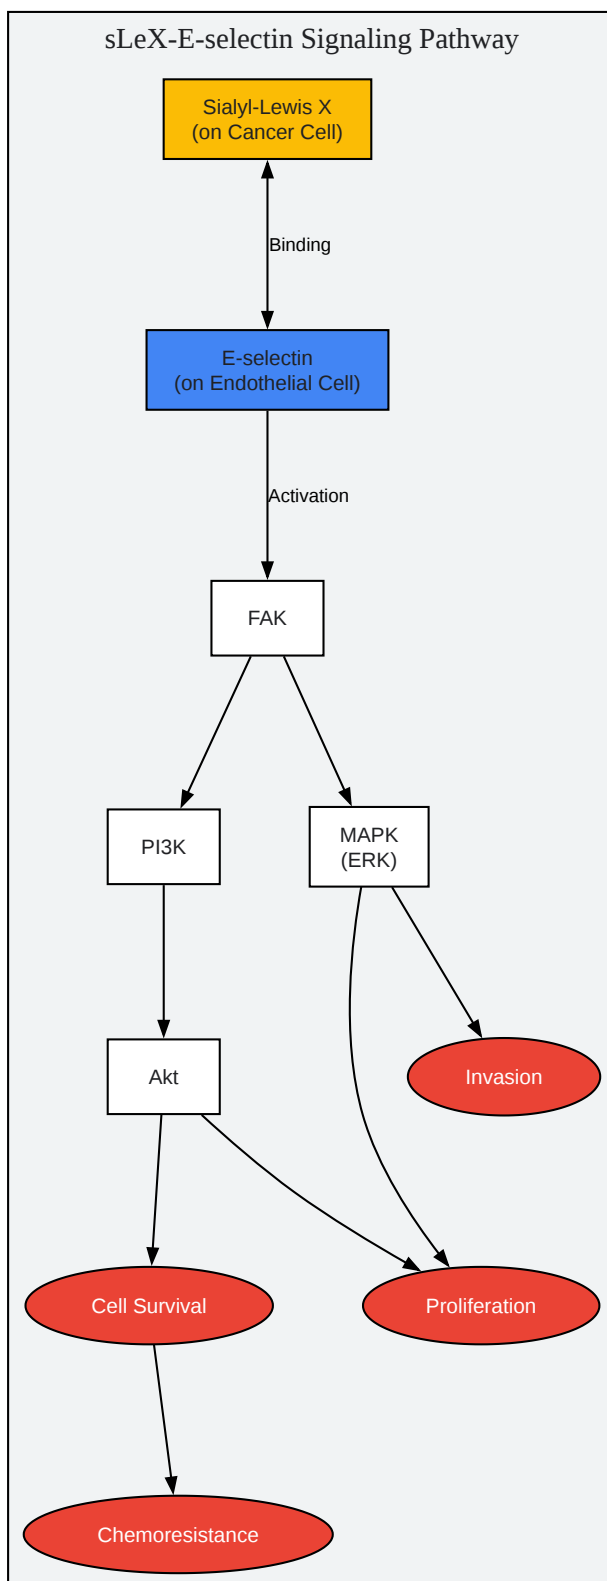 sLeX-E-selectin Signaling Pathway
Sialyl-Lewis X
(on Cancer Cell)
Binding
E-selectin
(on Endothelial Cell)
Activation
FAK
PI3K
MAPK
(ERK)
Akt
Invasion
Cell Survival
Proliferation
Chemoresistance